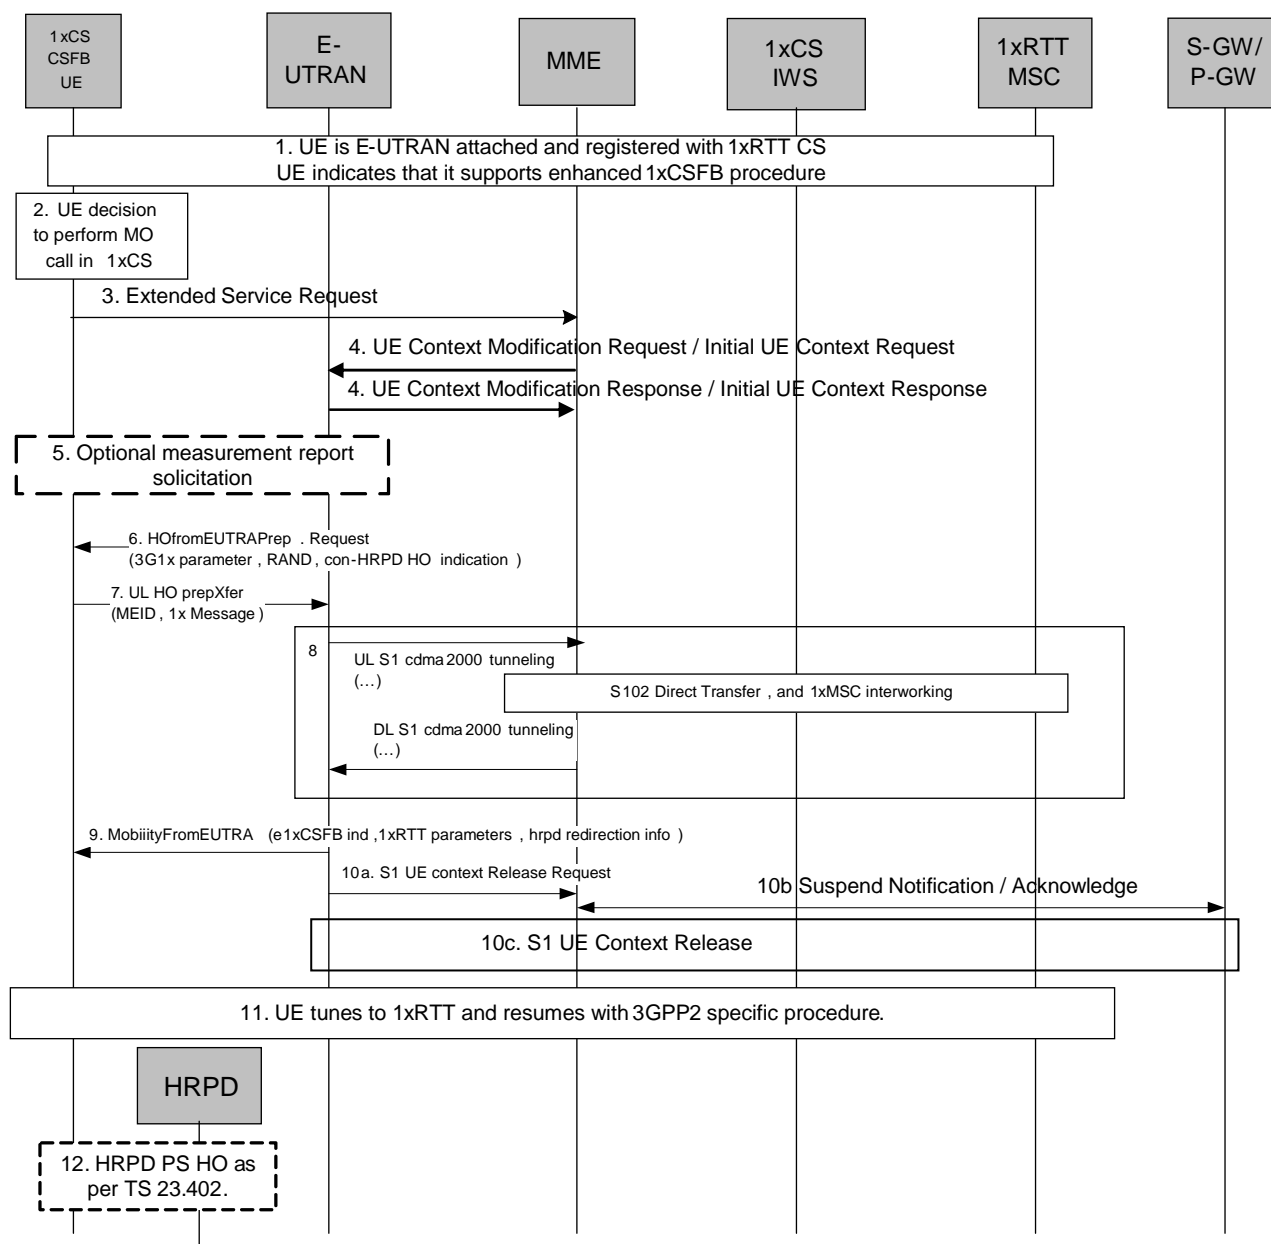 1xCS
CSFB
UE
E-
UTRAN
MME
1xCS
IWS
1xRTT
MSC
S-GW/
P-GW
1. UE is E-UTRAN attached and registered with 1xRTT CS
UE indicates that it supports enhanced 1xCSFB procedure
2. UE decision
to perform MO
call in 1xCS
3. Extended Service Request
4. UE Context Modification Request / Initial UE Context Request
4. UE Context Modification Response / Initial UE Context Response
5. Optional measurement report
solicitation
6. HOfromEUTRAPrep . Request
(3G1x parameter , RAND , con-HRPD HO indication )
7. UL HO prepXfer
(MEID , 1x Message )
8
UL S1 cdma2000 tunneling
(...)
S102 Direct Transfer , and 1xMSC interworking
DL S1 cdma2000 tunneling
(...)
9. MobiiityFromEUTRA (e1xCSFB ind ,1xRTT parameters , hrpd redirection info )
10a. S1 UE context Release Request
10b Suspend Notification / Acknowledge
10c. S1 UE Context Release
11. UE tunes to 1xRTT and resumes with 3GPP2 specific procedure.
HRPD
12. HRPD PS HO as
per TS 23.402.